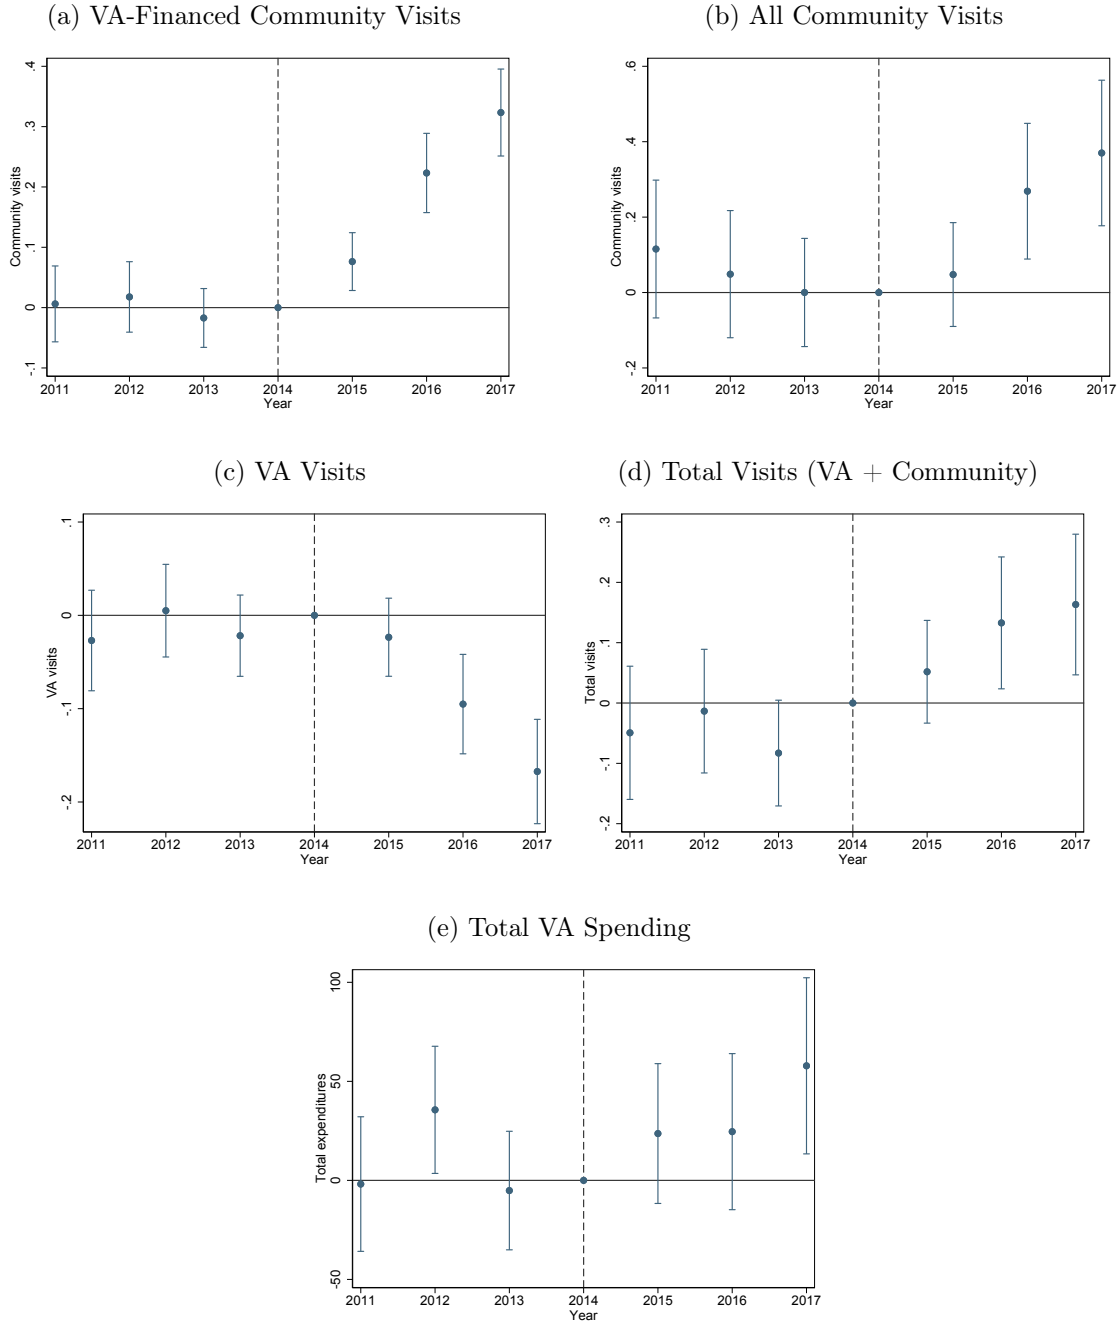 (a) VA-Financed Community Visits
Community visits
.4
.3
.2
.1
0
-.1
2011 2012 2013 2014 2015 2016 2017
Year
(b) All Community Visits
Community visits
.6
.4
.2
0
-.2
2011 2012 2013 2014 2015 2016 2017
Year
(c) VA Visits
VA visits
.1
0
-.1
-.2
2011 2012 2013 2014 2015 2016 2017
Year
(d) Total Visits (VA + Community)
Total visits
.3
.2
.1
0
-.1
-.2
2011 2012 2013 2014 2015 2016 2017
Year
(e) Total VA Spending
Total expenditures
100
50
0
-50
2011 2012 2013 2014 2015 2016 2017
Year